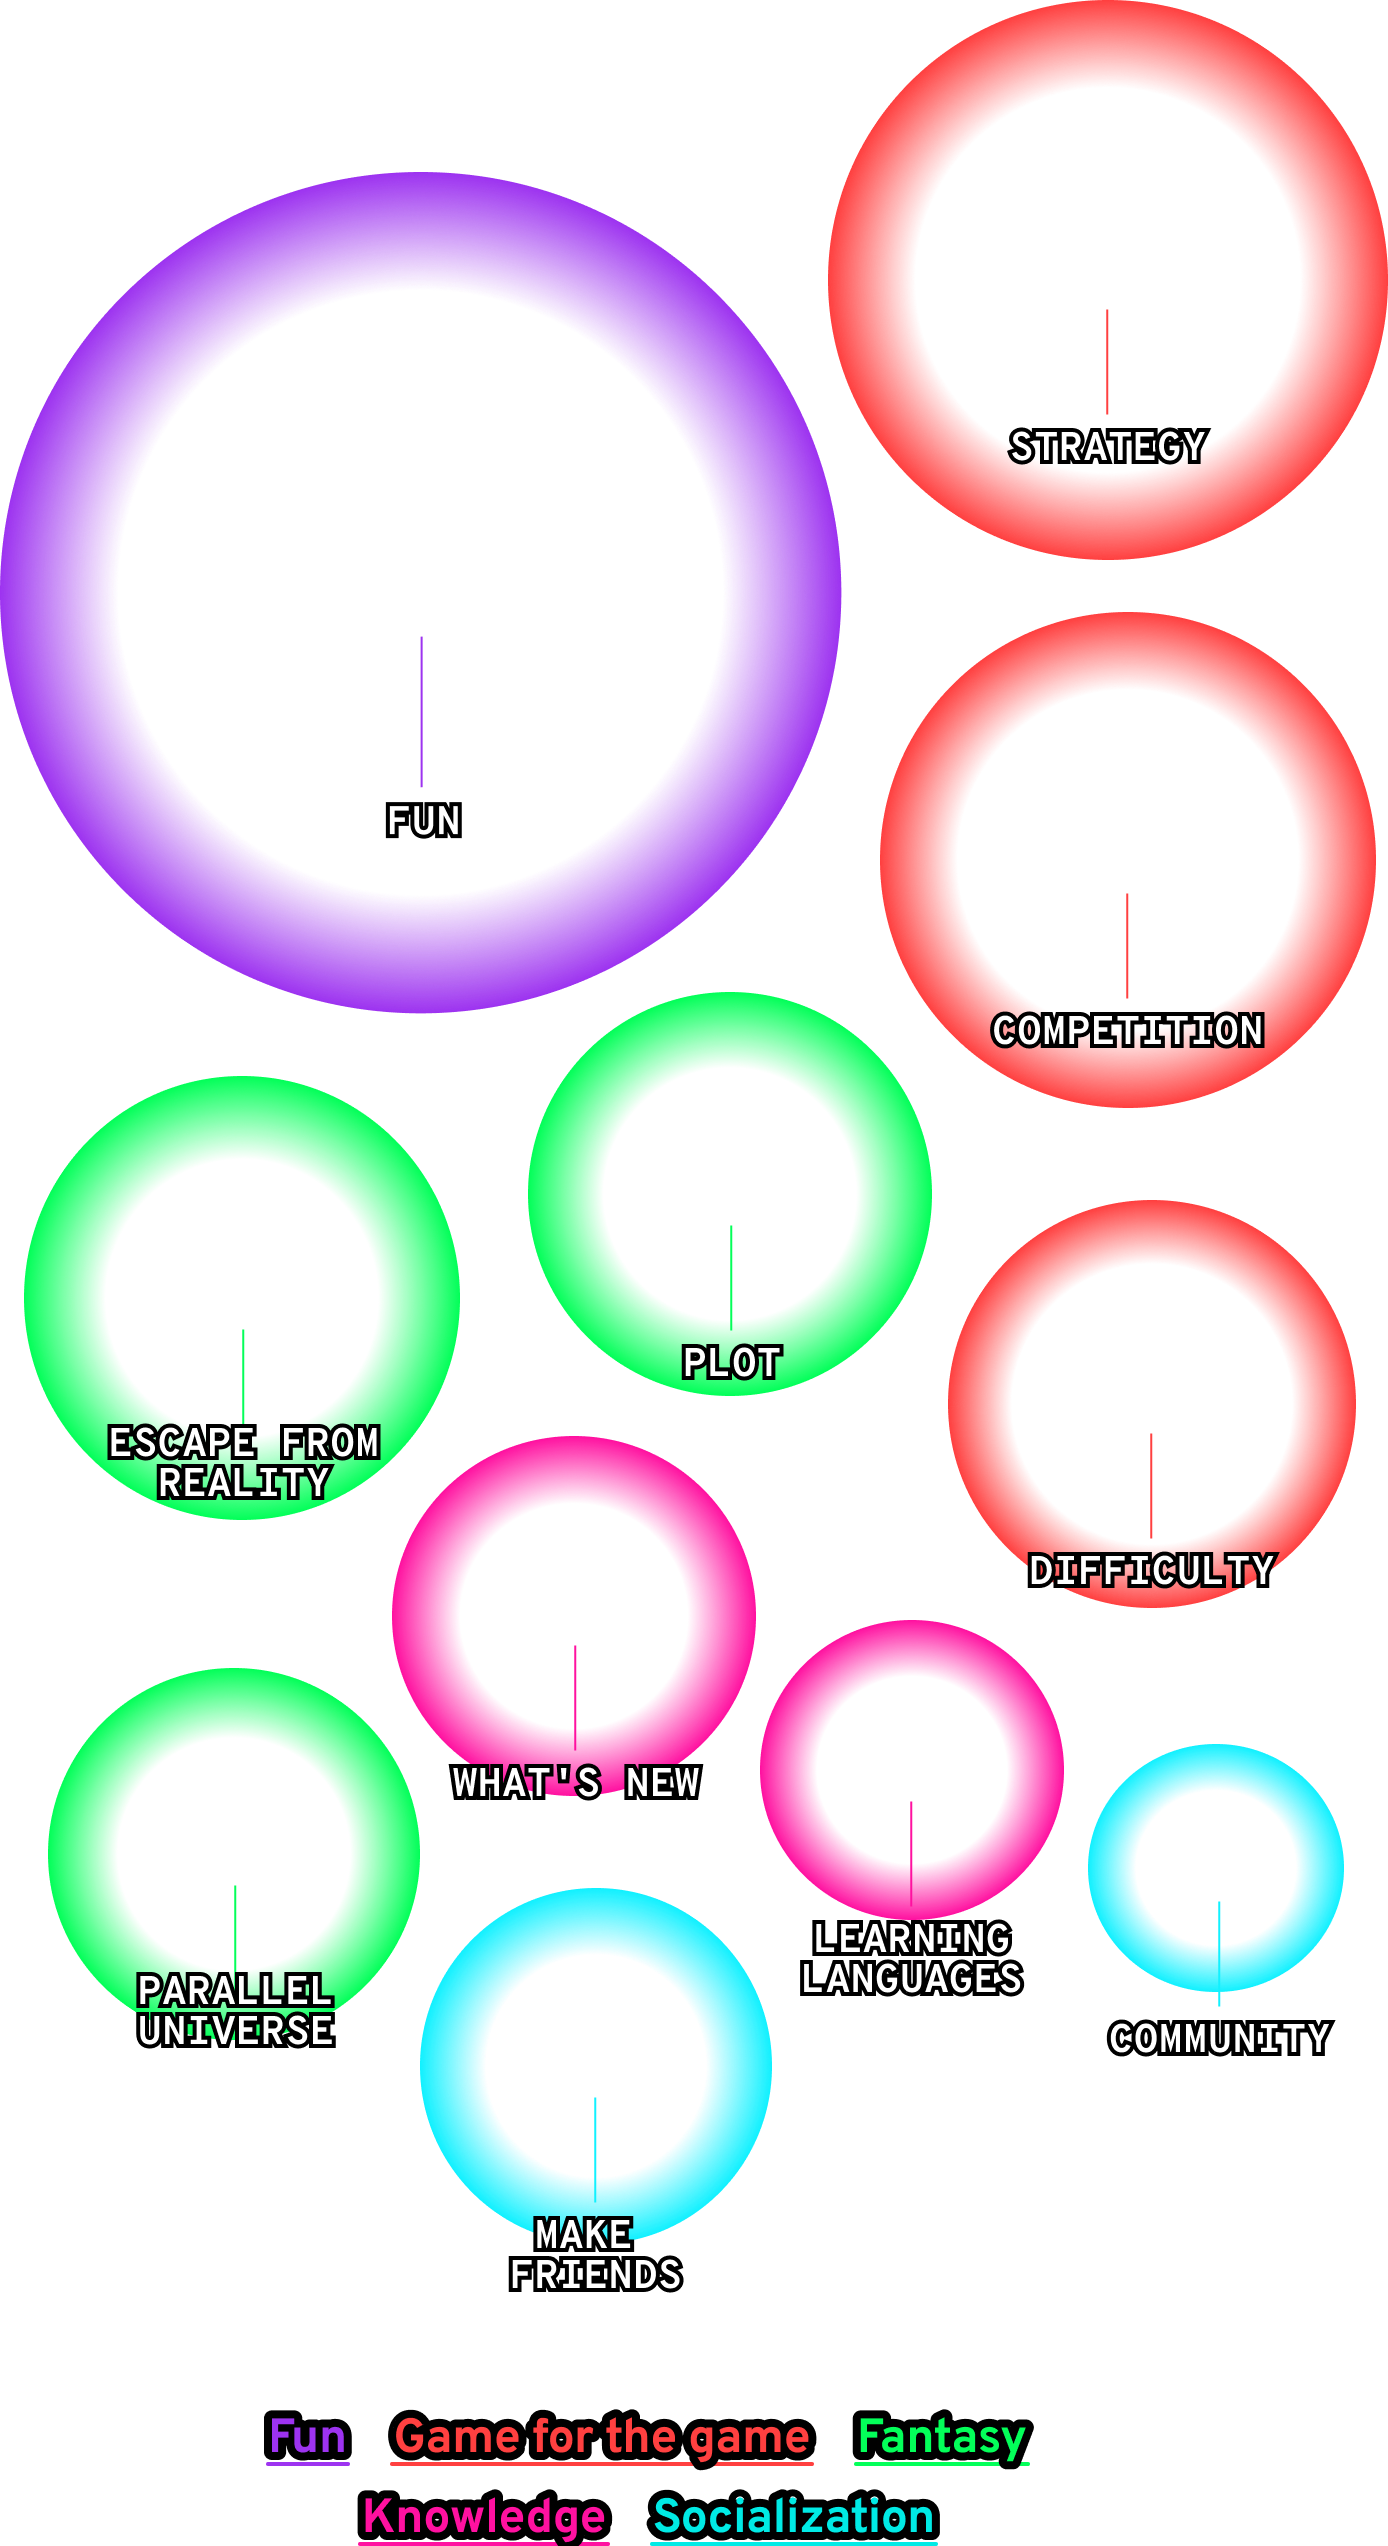 STRATEGY
FUN
COMPETITION
PLOT
ESCAPE FROM
REALITY
DIFFICULTY
WHAT'S NEW
LEARNING
LANGUAGES
PARALLEL
UNIVERSE
COMMUNITY
MAKE
FRIENDS
Fun Game for the game Fantasy
Knowledge Socialization